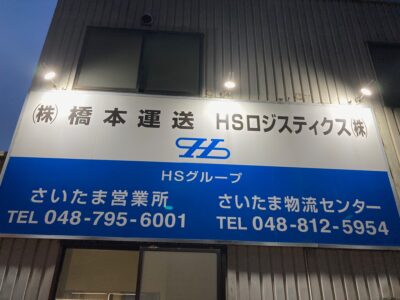 ㈱橋本運送 HSロジスティクス㈱
HSグループ
さいたま営業所 さいたま物流センター
TEL 048-795-6001 TEL 048-812-5954